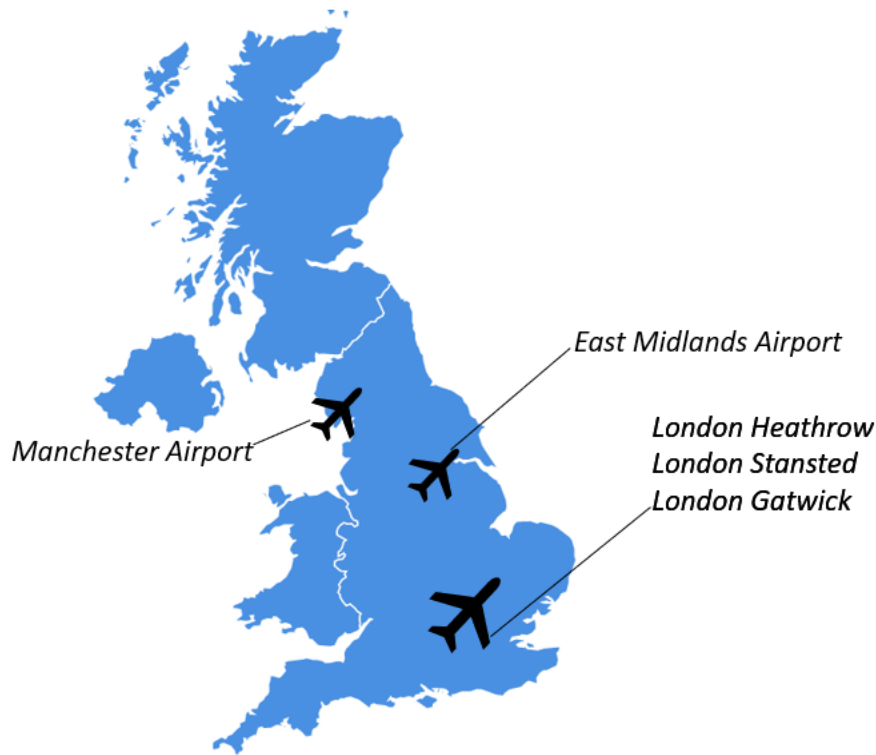 East Midlands Airport
London Heathrow
Manchester Airport
London Stansted
London Gatwick